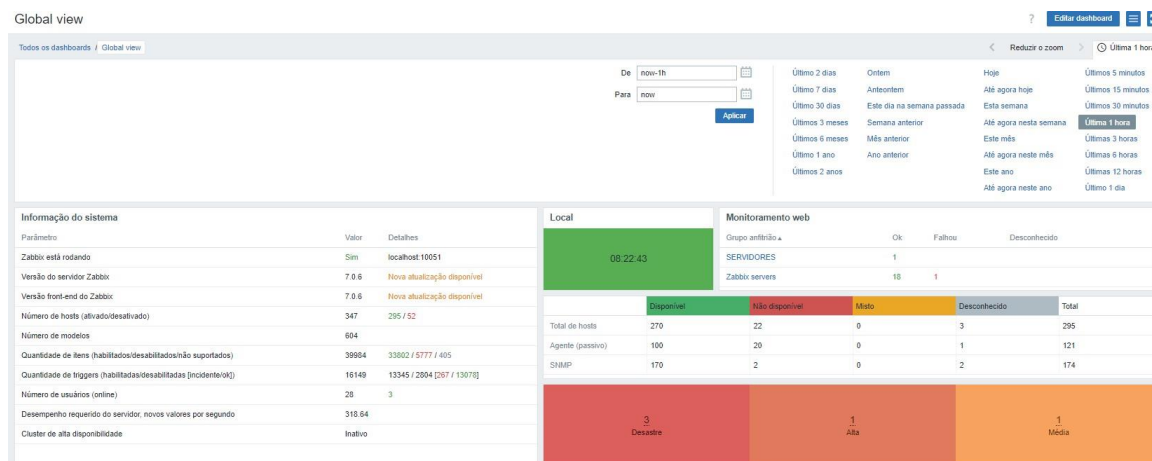 Global view
? Editar dashboard
Todos os dashboards / Global view
< Reduzir o zoom > Última 1 hora
De now-1h
Para now
Aplicar
Último 2 dias Ontem Hoje Últimos 5 minutos
Último 7 dias Anteontem Até agora hoje Últimos 15 minutos
Último 30 dias Este dia na semana passada Esta semana Últimos 30 minutos
Últimos 3 meses Semana anterior Até agora nesta semana Última 1 hora
Últimos 6 meses Mês anterior Este mês Últimas 3 horas
Último 1 ano Ano anterior Até agora neste mês Últimas 6 horas
Últimos 2 anos Este ano Últimas 12 horas
Até agora neste ano Último 1 dia
Informação do sistema
Parâmetro Valor Detalhes
Zabbix está rodando Sim localhost:10051
Versão do servidor Zabbix 7.0.6 Nova atualização disponível
Versão front-end do Zabbix 7.0.6 Nova atualização disponível
Número de hosts (ativado/desativado) 347 295 / 52
Número de modelos 604
Quantidade de itens (habilitados/desabilitados/não suportados) 39984 33802 / 5777 / 405
Quantidade de triggers (habilitadas/desabilitadas [incidente/ok]) 16149 13345 / 2804 [267 / 13078]
Número de usuários (online) 28 3
Desempenho requerido do servidor, novos valores por segundo 318.64
Cluster de alta disponibilidade Inativo
Local
08:22:43
Monitoramento web
Grupo anfitrião ▲ Ok Falhou Desconhecido
SERVIDORES 1
Zabbix servers 18 1
Disponível Não disponível Misto Desconhecido Total
Total de hosts 270 22 0 3 295
Agente (passivo) 100 20 0 1 121
SNMP 170 2 0 2 174
3 1 1
Desastre Alta Média